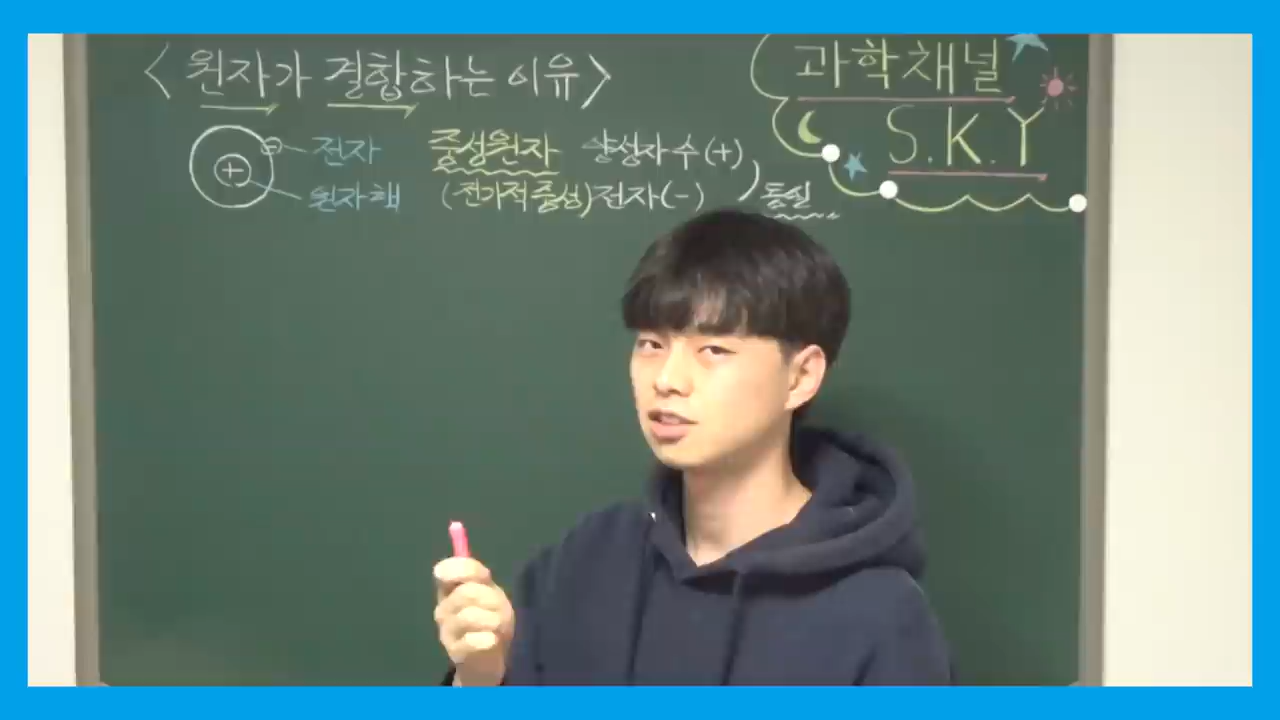 <원자가 결합하는 이유>
과학채널
S.K.Y
전자 중성원자 양성자 수(+)
원자핵 (전기적중성)전자(-) 동일
+
-